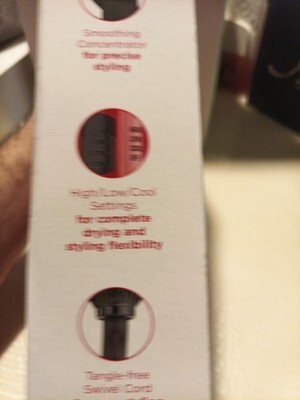 Smoothing
Concentrator
for precise
styling
High/Low/Cool
Settings
for complete
drying and
styling flexibility
Tangle-free
Swivel Cord